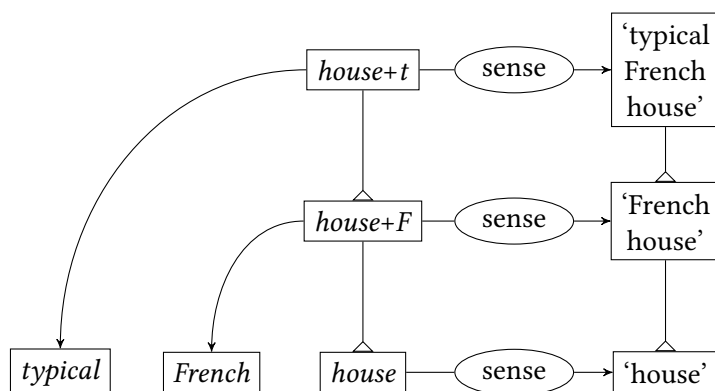 house+t
sense
‘typical
French
house’
house+F
sense
‘French
house’
typical
French
house
sense
‘house’